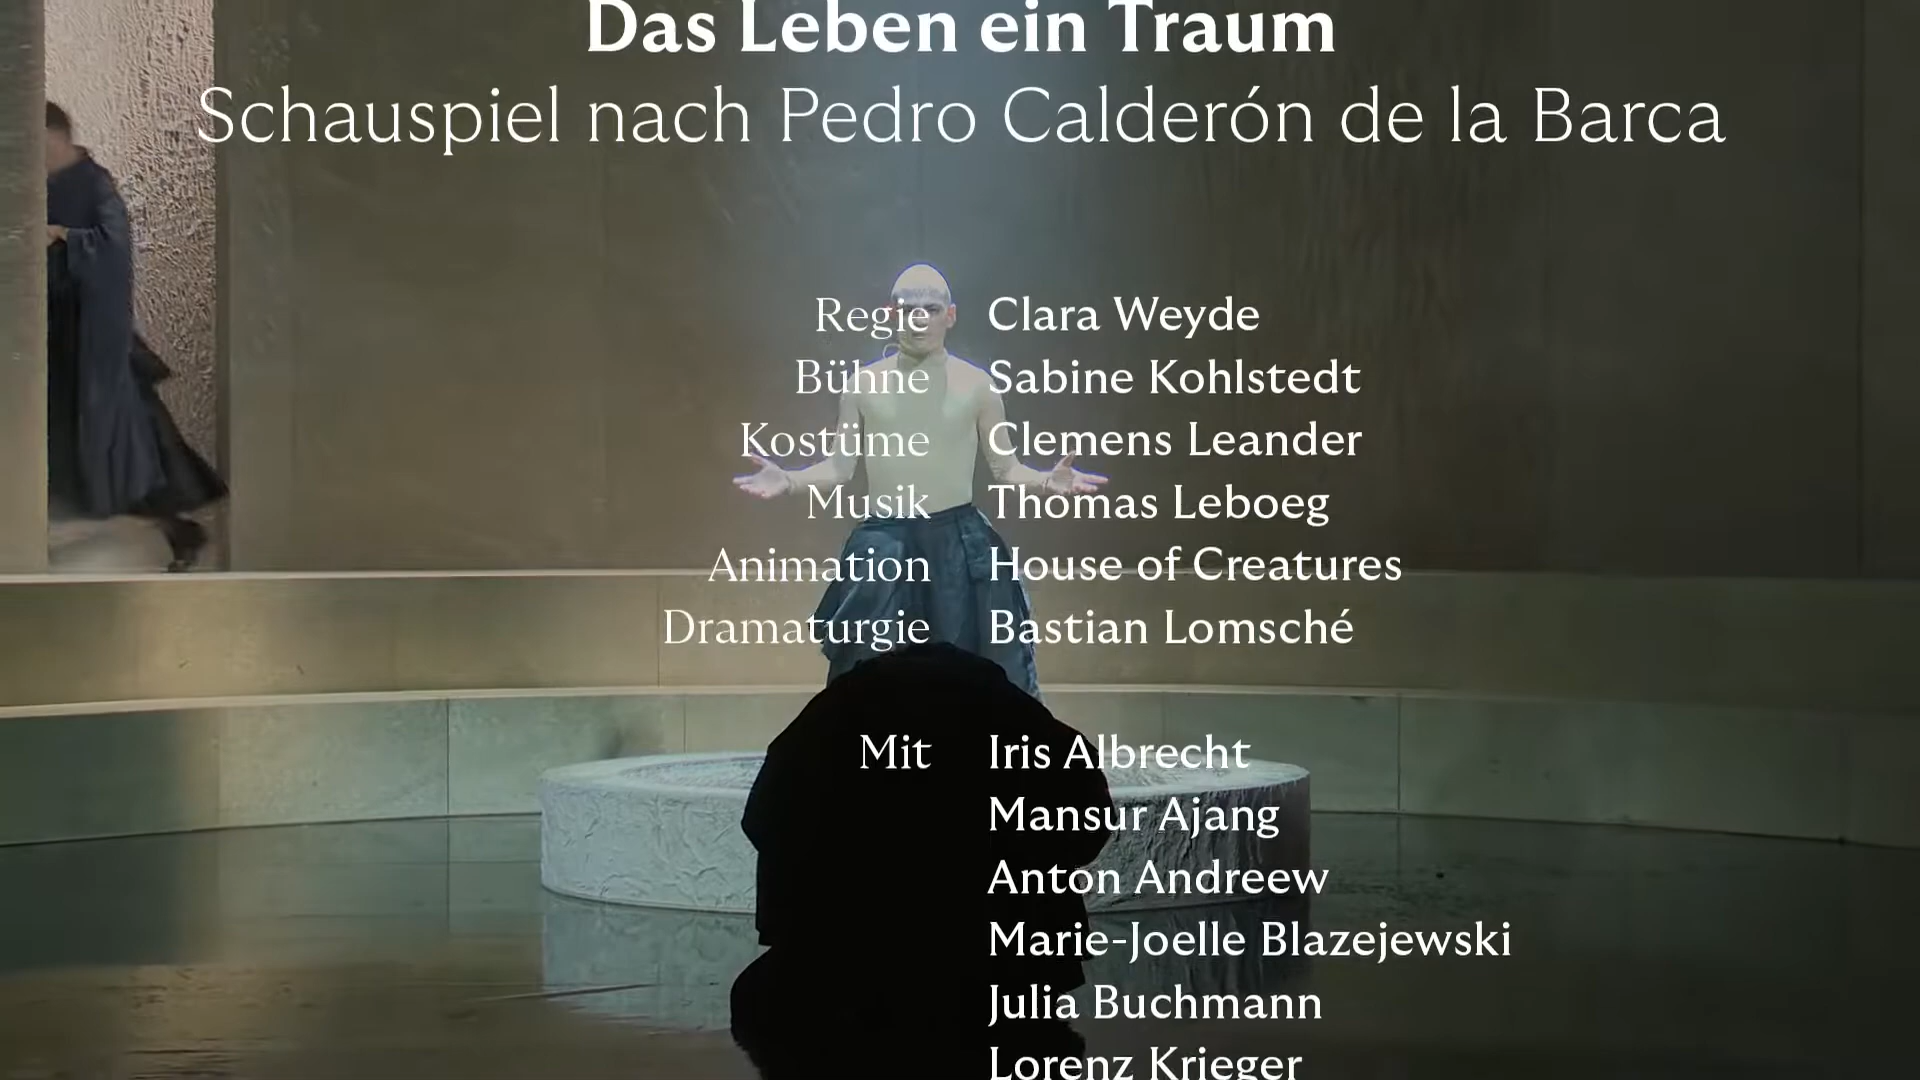 Das Leben ein Traum
Schauspiel nach Pedro Calderón de la Barca
Regie Clara Weyde
Bühne Sabine Kohlstedt
Kostüme Clemens Leander
Musik Thomas Leboeg
Animation House of Creatures
Dramaturgie Bastian Lomsché
Mit Iris Albrecht
Mansur Ajang
Anton Andreew
Marie-Joelle Blazejewski
Julia Buchmann
Lorenz Krieger